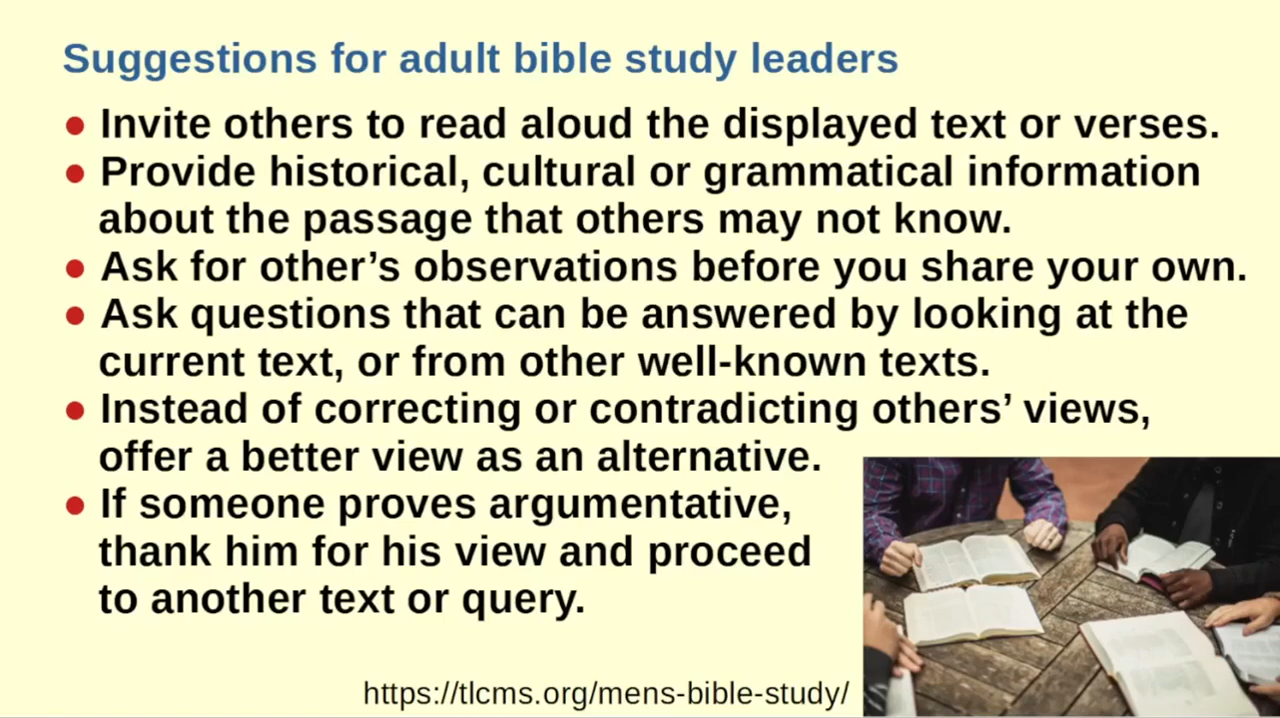 Suggestions for adult bible study leaders
● Invite others to read aloud the displayed text or verses.
● Provide historical, cultural or grammatical information
about the passage that others may not know.
● Ask for other’s observations before you share your own.
● Ask questions that can be answered by looking at the
current text, or from other well-known texts.
● Instead of correcting or contradicting others’ views,
offer a better view as an alternative.
● If someone proves argumentative,
thank him for his view and proceed
to another text or query.
https://tlcms.org/mens-bible-study/